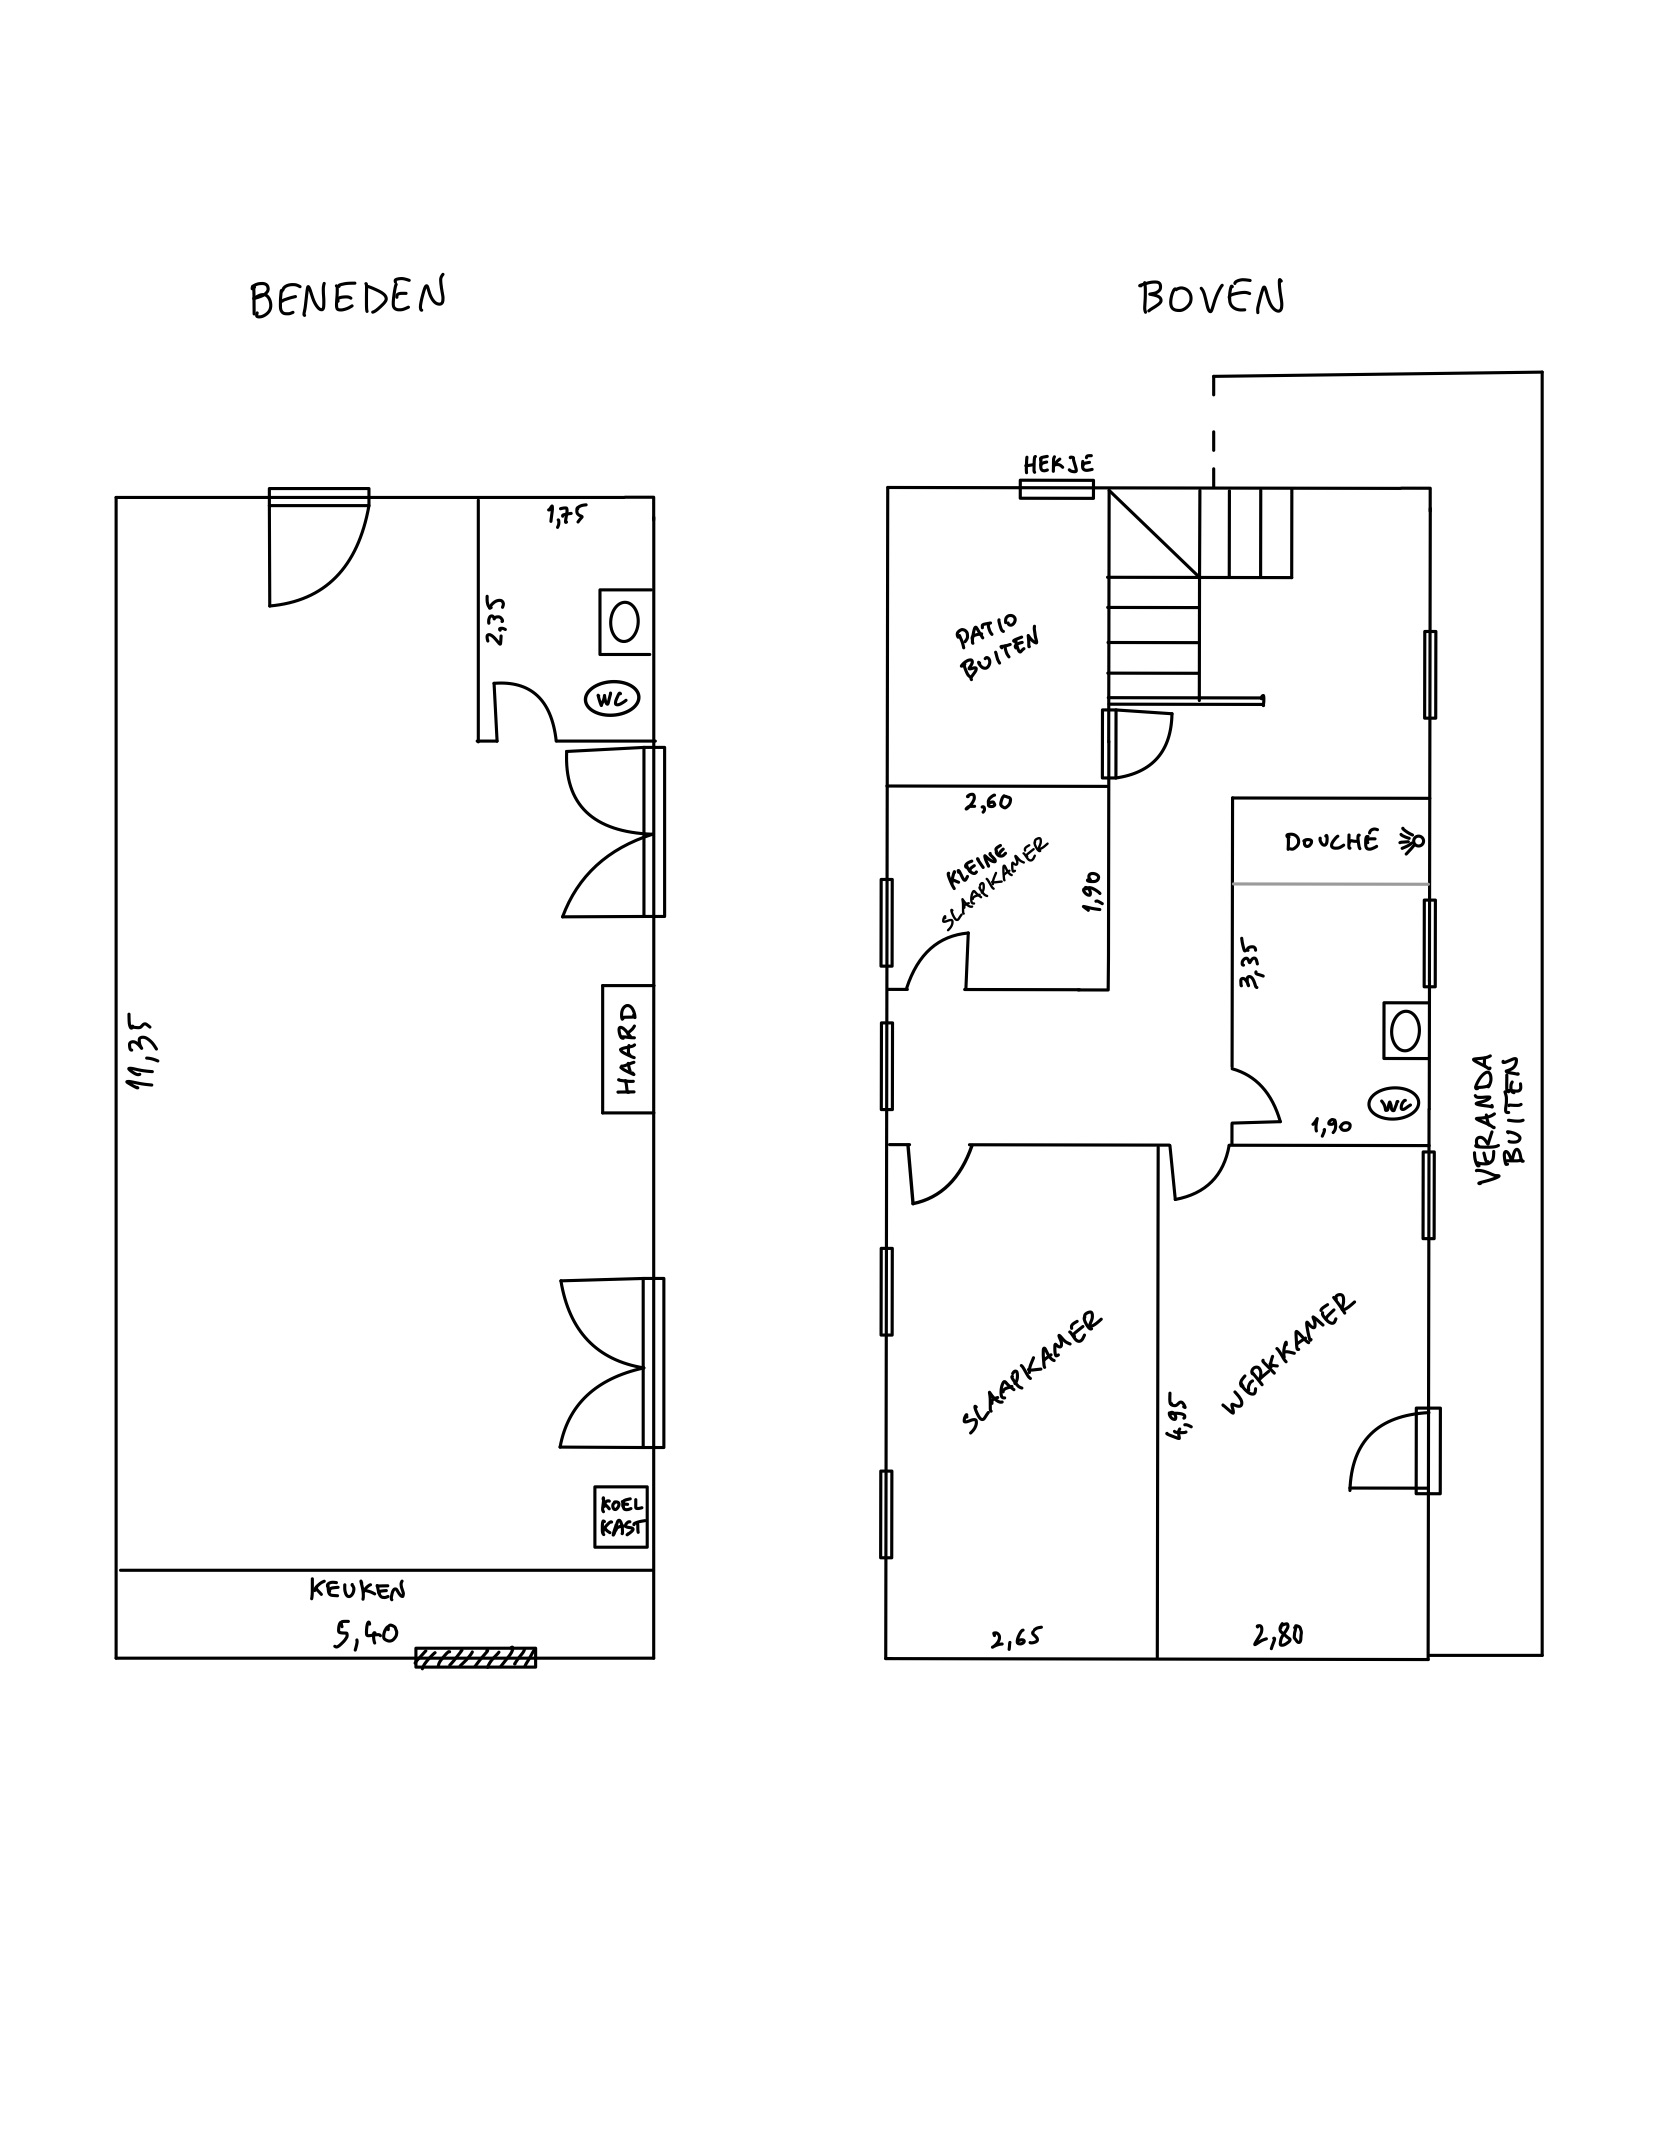 BENEDEN
1,75
2,35
WC
11,35
HAARD
KOEL
KAST
KEUKEN
5,40
BOVEN
HEKJE
PATIO
BUITEN
2,60
KLEINE
SLAAPKAMER
1,90
DOUCHE
3,35
WC
1,90
VERANDA
BUITEN
SLAAPKAMER
4,95
WERKKAMER
2,65
2,80